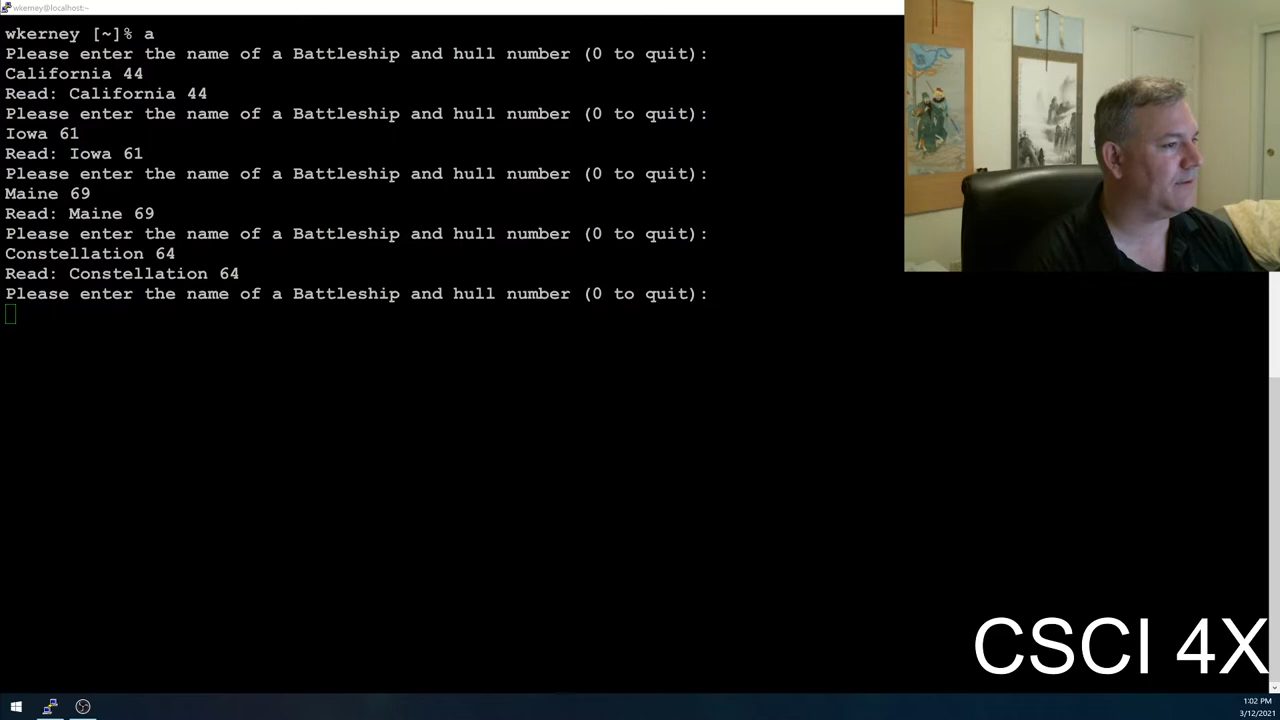 wkerney@localhost:~
wkerney [~]% a
Please enter the name of a Battleship and hull number (0 to quit):
California 44
Read: California 44
Please enter the name of a Battleship and hull number (0 to quit):
Iowa 61
Read: Iowa 61
Please enter the name of a Battleship and hull number (0 to quit):
Maine 69
Read: Maine 69
Please enter the name of a Battleship and hull number (0 to quit):
Constellation 64
Read: Constellation 64
Please enter the name of a Battleship and hull number (0 to quit):
CSCI 4X
1:02 PM
3/12/2021